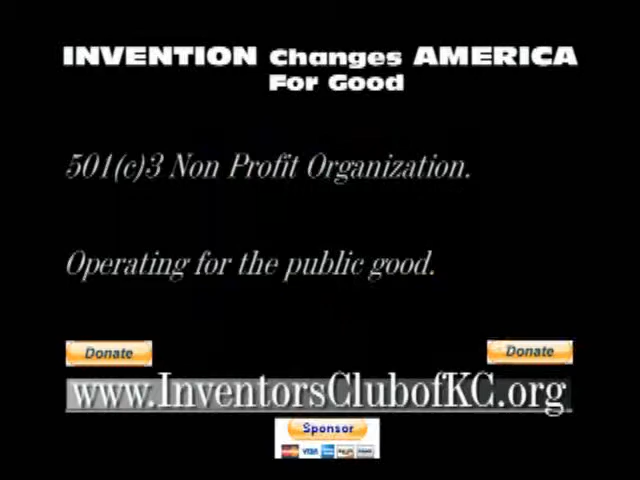 INVENTION Changes AMERICA
For Good
501(c)3 Non Profit Organization.
Operating for the public good.
Donate
Donate
www.InventorsClubofKC.org
Sponsor